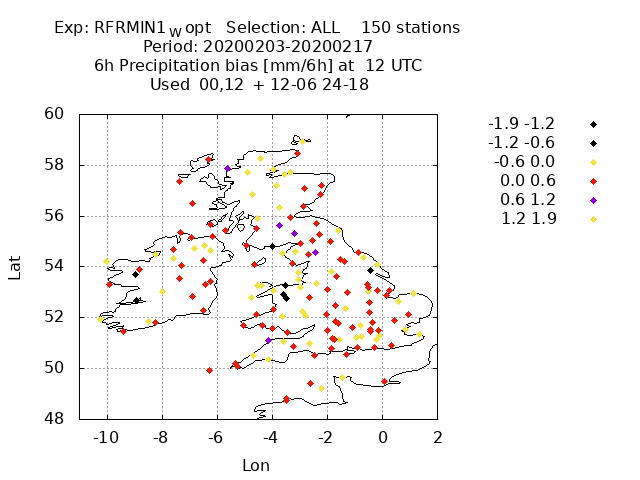 Exp: RFRMIN1_W opt   Selection: ALL    150 stations
Period: 20200203-20200217
6h Precipitation bias [mm/6h] at  12 UTC
Used  00,12  + 12-06 24-18
-1.9 -1.2
-1.2 -0.6
-0.6 0.0
0.0 0.6
0.6 1.2
1.2 1.9
60
58
56
54
52
50
48
Lat
-10 -8 -6 -4 -2 0 2
Lon